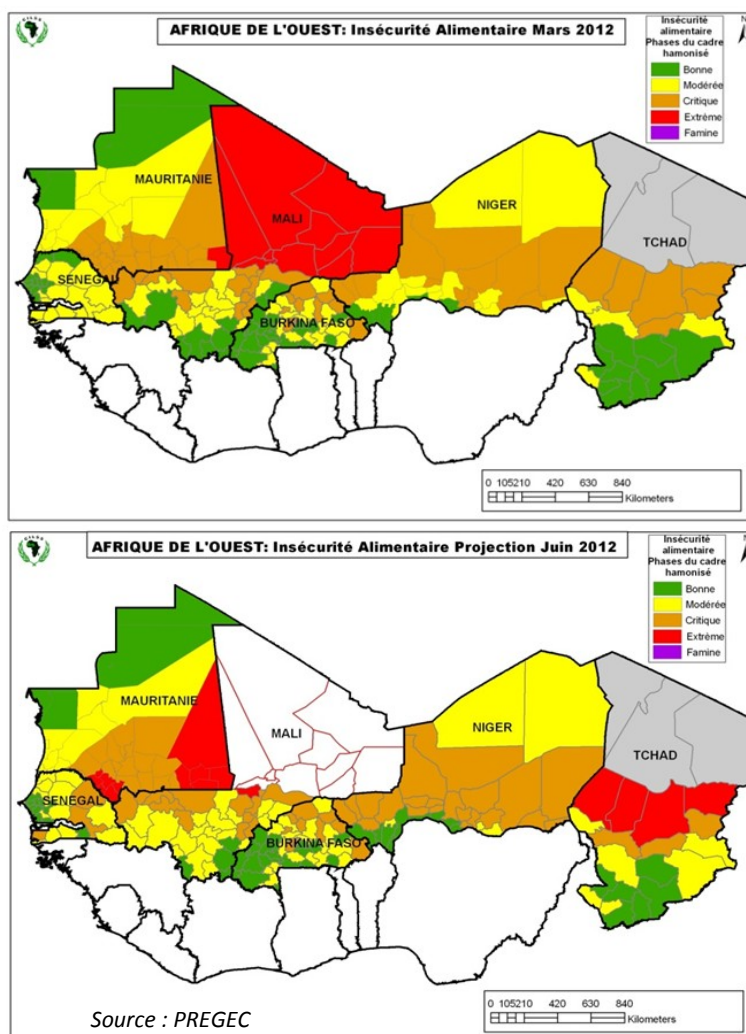 AFRIQUE DE L'OUEST: Insécurité Alimentaire Mars 2012
N
Insécurité
alimentaire
Phases du cadre
hamonisé
Bonne
Modérée
Critique
Extrême
Famine
MAURITANIE
MALI
NIGER
TCHAD
SENEGAL
BURKINA FASO
0 105210 420 630 840
Kilometers
AFRIQUE DE L'OUEST: Insécurité Alimentaire Projection Juin 2012
Insécurité
alimentaire
Phases du cadre
hamonisé
Bonne
Modérée
Critique
Extrême
Famine
MAURITANIE
MALI
NIGER
TCHAD
SENEGAL
BURKINA FASO
0 105210 420 630 840
Kilometers
Source : PREGEC